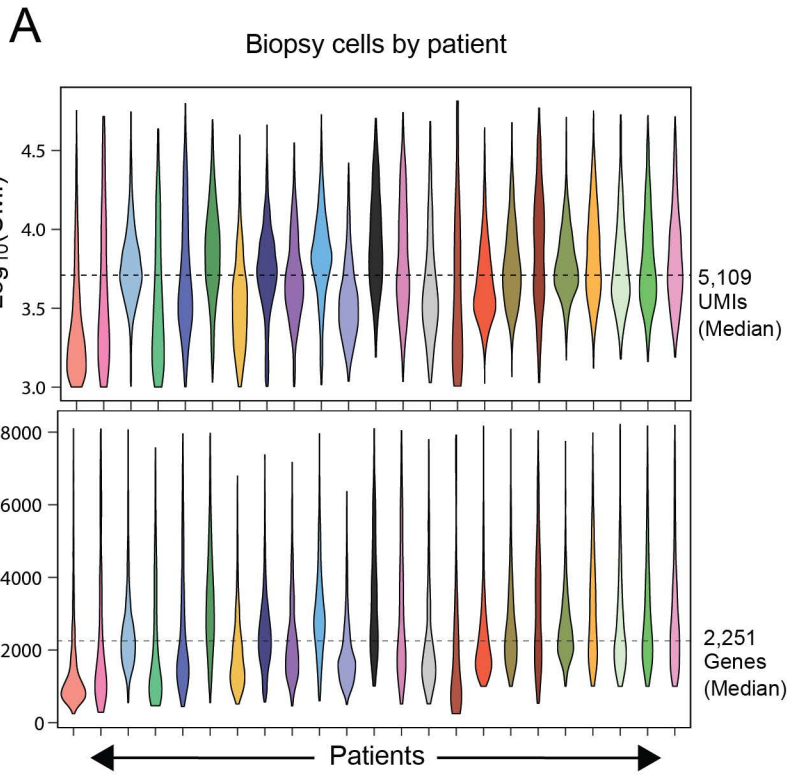 A
Biopsy cells by patient
4.5
4.0
3.5
3.0
5,109
UMIs
(Median)
8000
6000
4000
2000
0
2,251
Genes
(Median)
Patients